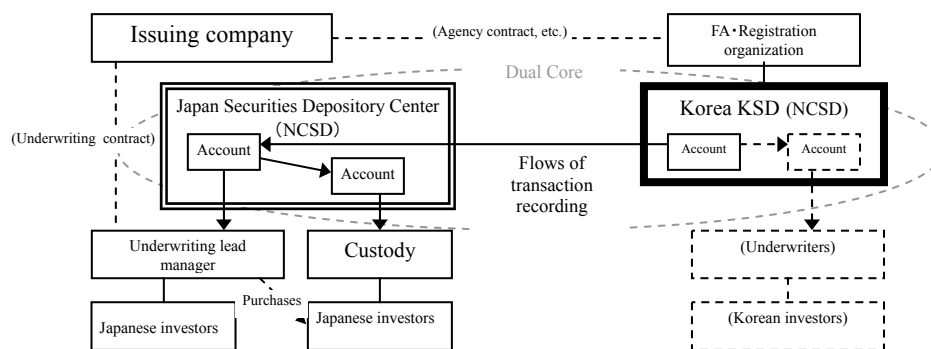 Issuing company
(Agency contract, etc.)
FA・Registration
organization
Dual Core
Japan Securities Depository Center
（NCSD）
Korea KSD (NCSD)
(Underwriting contract)
Account
Account
Account
Account
Flows of
transaction
recording
Underwriting lead
manager
Custody
(Underwriters)
Purchases
Japanese investors
Japanese investors
(Korean investors)